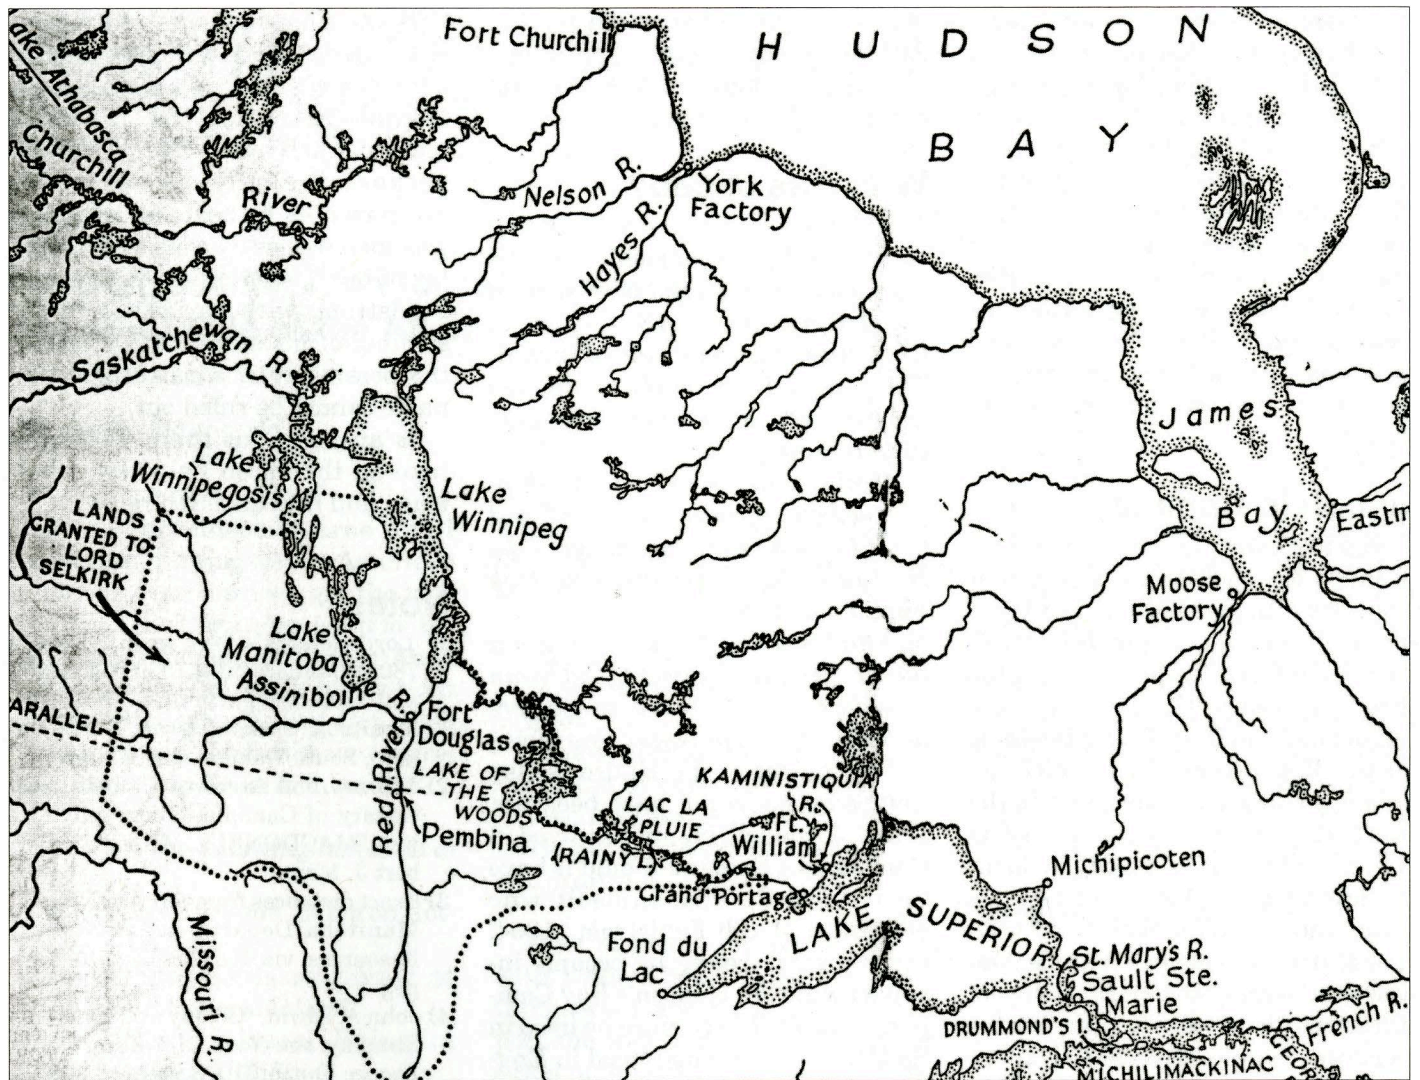 Fort Churchill
HUDSON
BAY
ake Athabasca
Churchill
River
Nelson R.
York
Factory
Hayes R.
Saskatchewan R.
James
Bay
Lake
Winnipegosis
Lake
Winnipeg
LANDS
GRANTED TO
LORD
SELKIRK
Eastm
Moose
Factory
Lake
Manitoba
Assiniboine R.
ARALLEL
Fort
Douglas
Red River
LAKE OF
THE
WOODS
Pembina
LAC LA
PLUIE
(RAINY L.)
KAMINISTIQUIA
R.
Ft.
William
Grand Portage
Michipicoten
LAKE SUPERIOR
Fond du
Lac
Missouri R.
St. Mary's R.
Sault Ste.
Marie
DRUMMOND'S I.
MICHILIMACKINAC
French R.
GEOR